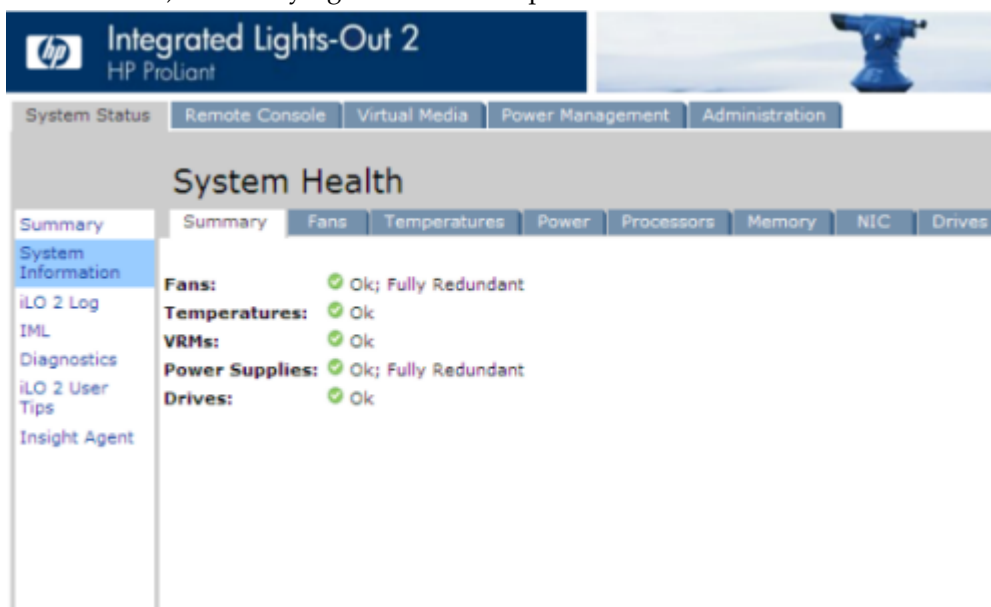 hp
Integrated Lights-Out 2
HP ProLiant
System Status Remote Console Virtual Media Power Management Administration
System Health
Summary Fans Temperatures Power Processors Memory NIC Drives
Summary
System
Information
iLO 2 Log
IML
Diagnostics
iLO 2 User
Tips
Insight Agent
Fans: Ok; Fully Redundant
Temperatures: Ok
VRMs: Ok
Power Supplies: Ok; Fully Redundant
Drives: Ok